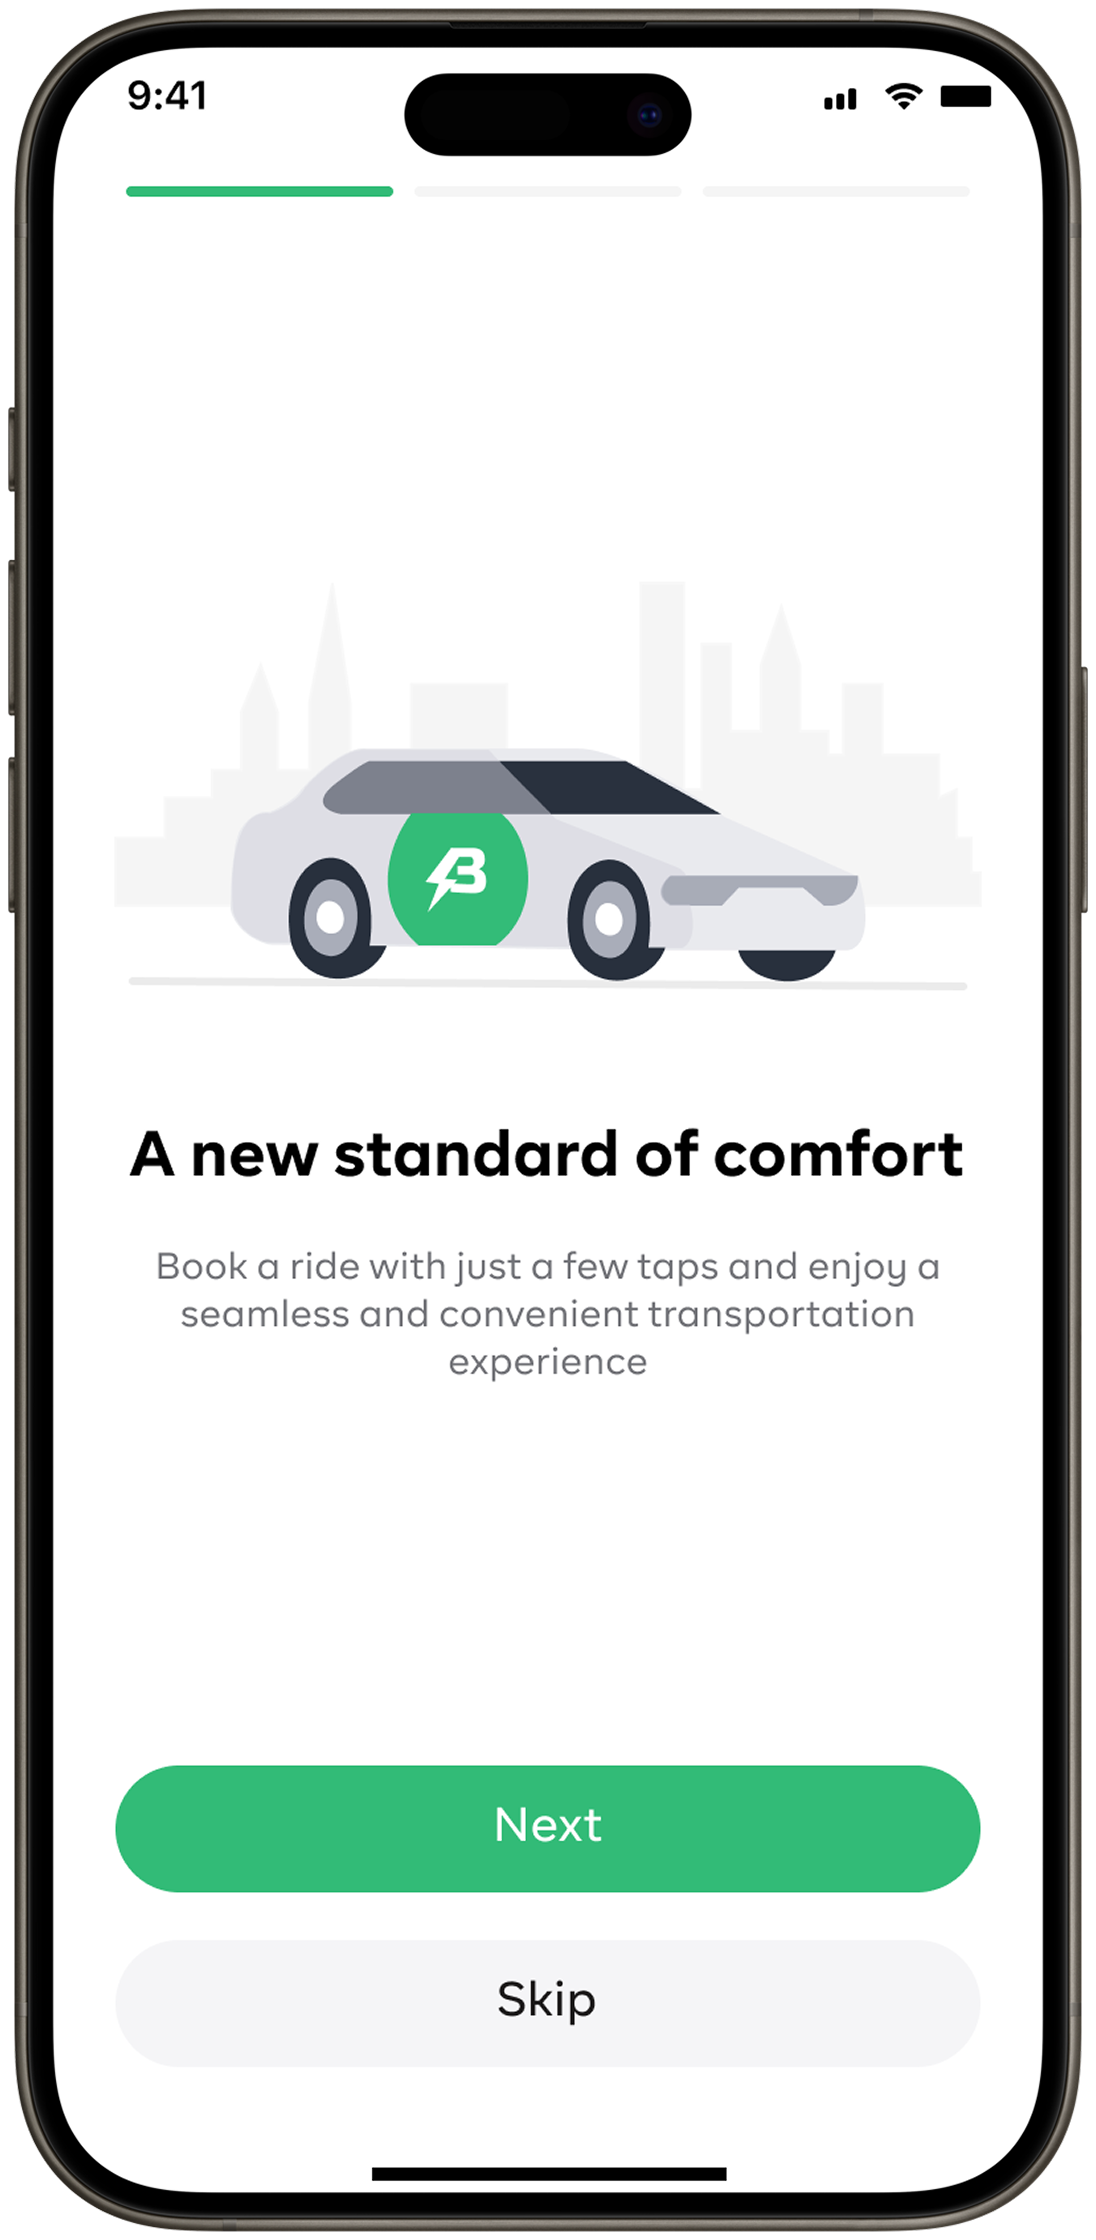 9:41
B
A new standard of comfort
Book a ride with just a few taps and enjoy a
seamless and convenient transportation
experience
Next
Skip